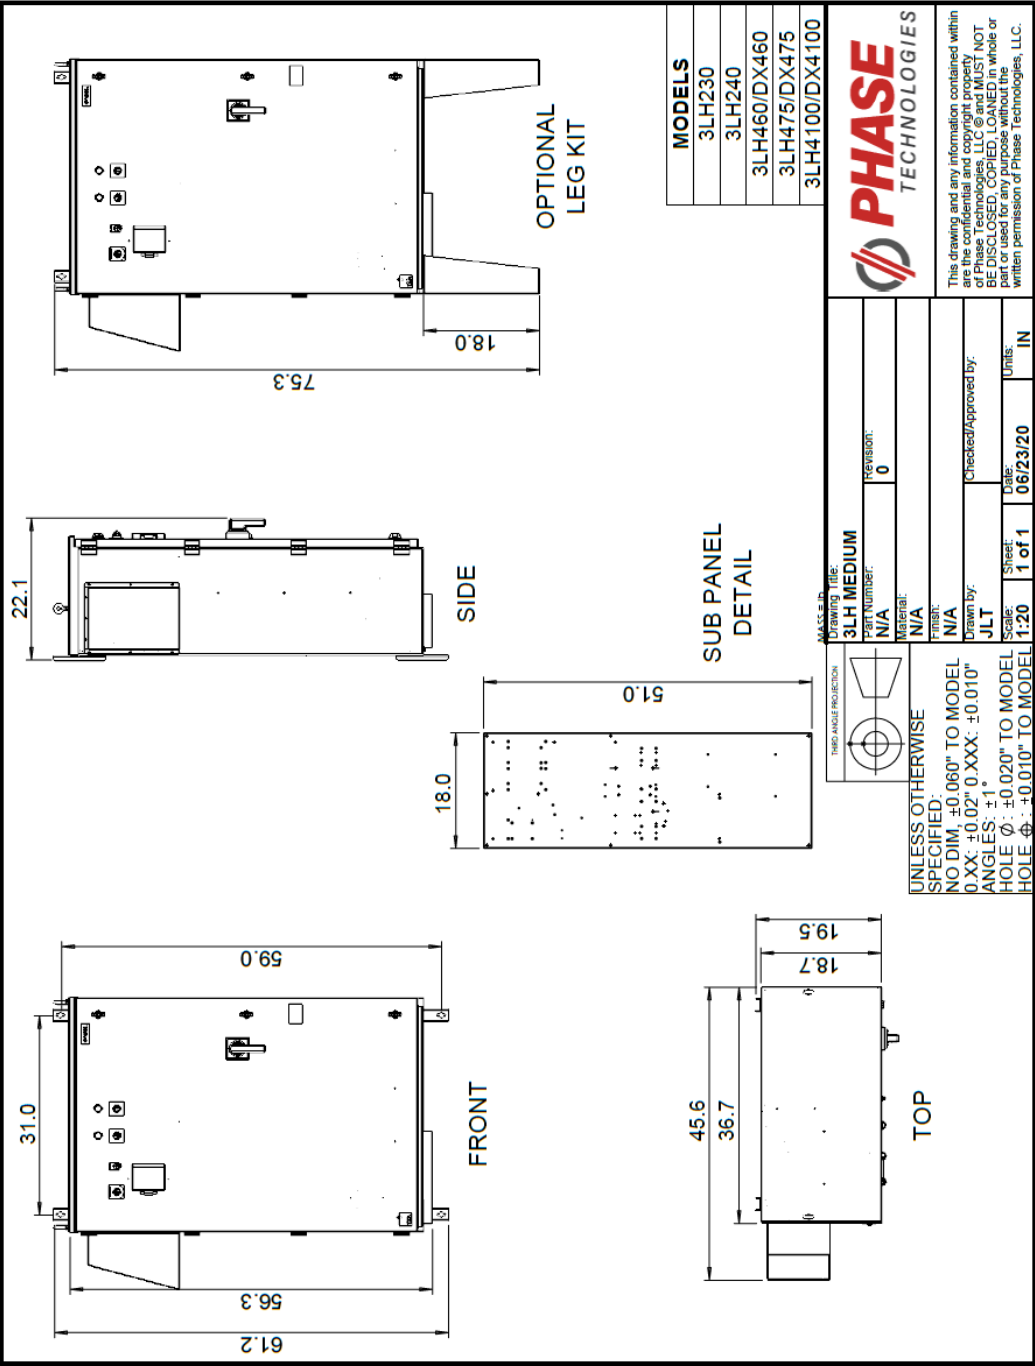 61.2
56.3
31.0
59.0
FRONT
45.6
36.7
18.7
19.5
TOP
22.1
SIDE
18.0
51.0
SUB PANEL
DETAIL
75.3
18.0
OPTIONAL
LEG KIT
MODELS
3LH230
3LH240
3LH460/DX460
3LH475/DX475
3LH4100/DX4100
UNLESS OTHERWISE
SPECIFIED:
NO DIM, ±0.060" TO MODEL
0.XX: ±0.02" 0.XXX: ±0.010"
ANGLES: ±1°
HOLE Ø : ±0.020" TO MODEL
HOLE ⌖ : ±0.010" TO MODEL
THIRD ANGLE PROJECTION
MASS = lb
Drawing Title:
3LH MEDIUM
Part Number:
N/A
Revision:
0
Material:
N/A
Finish:
N/A
Drawn by:
JLT
Checked/Approved by:
Scale:
1:20
Sheet:
1 of 1
Date:
06/23/20
Units:
IN
PHASE
TECHNOLOGIES
This drawing and any information contained within
are the confidential and copyright property
of Phase Technologies, LLC © and MUST NOT
BE DISCLOSED, COPIED, LOANED in whole or
part or used for any purpose without the
written permission of Phase Technologies, LLC.